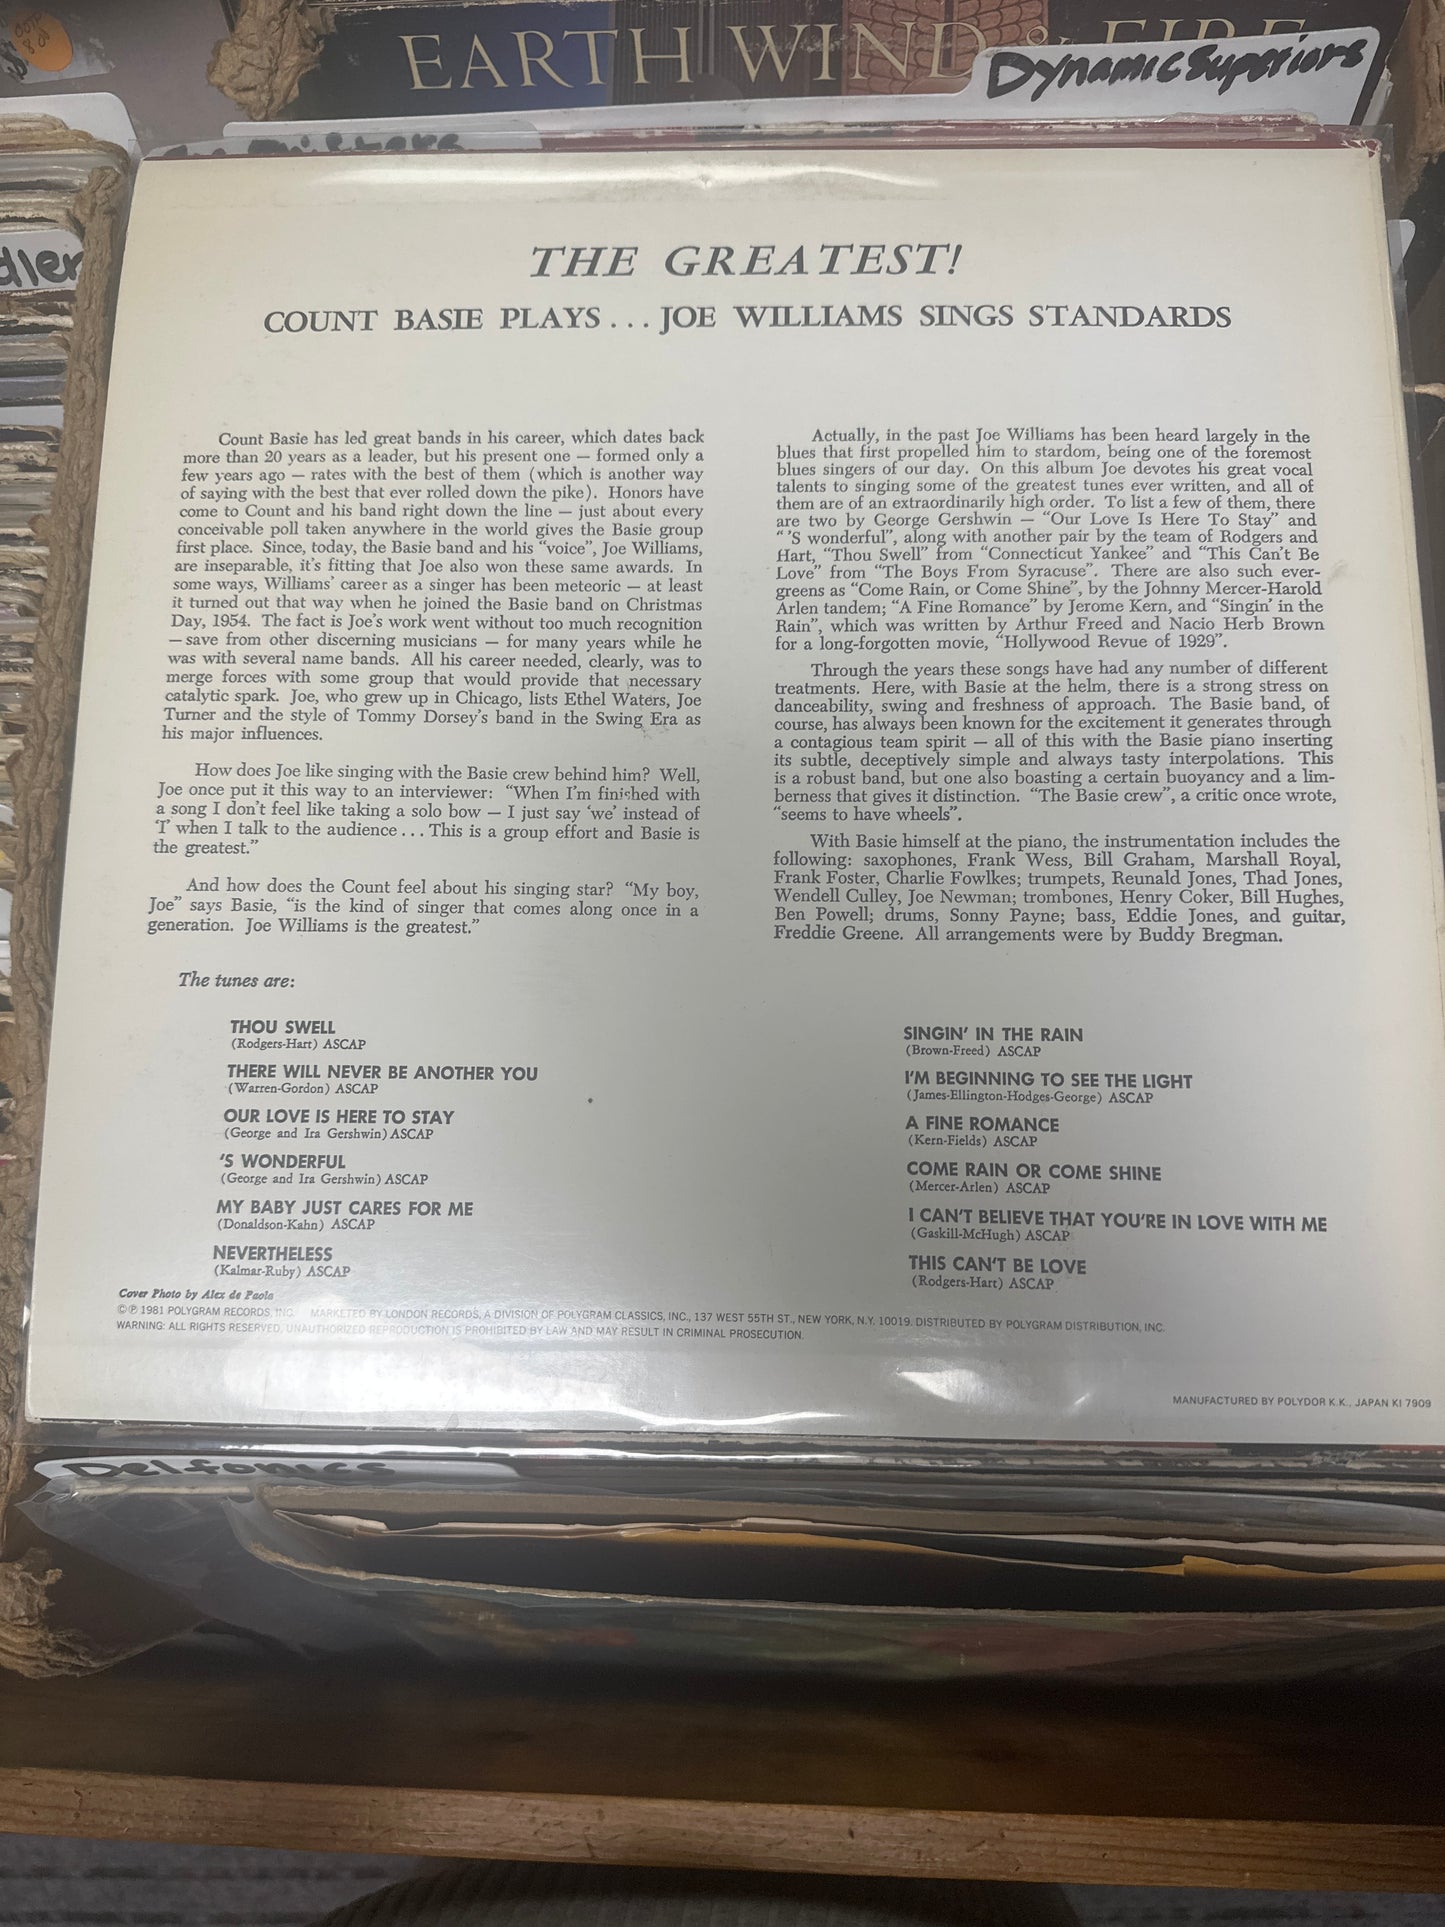 EARTH WIND & FIRE
Dynamic Superiors
dler
THE GREATEST!
COUNT BASIE PLAYS . . . JOE WILLIAMS SINGS STANDARDS
Count Basie has led great bands in his career, which dates back
more than 20 years as a leader, but his present one — formed only a
few years ago — rates with the best of them (which is another way
of saying with the best that ever rolled down the pike). Honors have
come to Count and his band right down the line — just about every
conceivable poll taken anywhere in the world gives the Basie group
first place. Since, today, the Basie band and his “voice”, Joe Williams,
are inseparable, it’s fitting that Joe also won these same awards. In
some ways, Williams’ career as a singer has been meteoric — at least
it turned out that way when he joined the Basie band on Christmas
Day, 1954. The fact is Joe’s work went without too much recognition
— save from other discerning musicians — for many years while he
was with several name bands. All his career needed, clearly, was to
merge forces with some group that would provide that necessary
catalytic spark. Joe, who grew up in Chicago, lists Ethel Waters, Joe
Turner and the style of Tommy Dorsey’s band in the Swing Era as
his major influences.
How does Joe like singing with the Basie crew behind him? Well,
Joe once put it this way to an interviewer: “When I’m finished with
a song I don’t feel like taking a solo bow — I just say ‘we’ instead of
‘I’ when I talk to the audience . . . This is a group effort and Basie is
the greatest.”
And how does the Count feel about his singing star? “My boy,
Joe” says Basie, “is the kind of singer that comes along once in a
generation. Joe Williams is the greatest.”
Actually, in the past Joe Williams has been heard largely in the
blues that first propelled him to stardom, being one of the foremost
blues singers of our day. On this album Joe devotes his great vocal
talents to singing some of the greatest tunes ever written, and all of
them are of an extraordinarily high order. To list a few of them, there
are two by George Gershwin — “Our Love Is Here To Stay” and
“ ’S wonderful”, along with another pair by the team of Rodgers and
Hart, “Thou Swell” from “Connecticut Yankee” and “This Can’t Be
Love” from “The Boys From Syracuse”. There are also such ever-
greens as “Come Rain, or Come Shine”, by the Johnny Mercer-Harold
Arlen tandem; “A Fine Romance” by Jerome Kern, and “Singin’ in the
Rain”, which was written by Arthur Freed and Nacio Herb Brown
for a long-forgotten movie, “Hollywood Revue of 1929”.
Through the years these songs have had any number of different
treatments. Here, with Basie at the helm, there is a strong stress on
danceability, swing and freshness of approach. The Basie band, of
course, has always been known for the excitement it generates through
a contagious team spirit — all of this with the Basie piano inserting
its subtle, deceptively simple and always tasty interpolations. This
is a robust band, but one also boasting a certain buoyancy and a lim-
berness that gives it distinction. “The Basie crew”, a critic once wrote,
“seems to have wheels”.
With Basie himself at the piano, the instrumentation includes the
following: saxophones, Frank Wess, Bill Graham, Marshall Royal,
Frank Foster, Charlie Fowlkes; trumpets, Reunald Jones, Thad Jones,
Wendell Culley, Joe Newman; trombones, Henry Coker, Bill Hughes,
Ben Powell; drums, Sonny Payne; bass, Eddie Jones, and guitar,
Freddie Greene. All arrangements were by Buddy Bregman.
The tunes are:
THOU SWELL
(Rodgers-Hart) ASCAP
THERE WILL NEVER BE ANOTHER YOU
(Warren-Gordon) ASCAP
OUR LOVE IS HERE TO STAY
(George and Ira Gershwin) ASCAP
’S WONDERFUL
(George and Ira Gershwin) ASCAP
MY BABY JUST CARES FOR ME
(Donaldson-Kahn) ASCAP
NEVERTHELESS
(Kalmar-Ruby) ASCAP
SINGIN’ IN THE RAIN
(Brown-Freed) ASCAP
I’M BEGINNING TO SEE THE LIGHT
(James-Ellington-Hodges-George) ASCAP
A FINE ROMANCE
(Kern-Fields) ASCAP
COME RAIN OR COME SHINE
(Mercer-Arlen) ASCAP
I CAN’T BELIEVE THAT YOU’RE IN LOVE WITH ME
(Gaskill-McHugh) ASCAP
THIS CAN’T BE LOVE
(Rodgers-Hart) ASCAP
Cover Photo by Alex de Paola
©℗ 1981 POLYGRAM RECORDS, INC. MARKETED BY LONDON RECORDS, A DIVISION OF POLYGRAM CLASSICS, INC., 137 WEST 55TH ST., NEW YORK, N.Y. 10019. DISTRIBUTED BY POLYGRAM DISTRIBUTION, INC.
WARNING: ALL RIGHTS RESERVED. UNAUTHORIZED REPRODUCTION IS PROHIBITED BY LAW AND MAY RESULT IN CRIMINAL PROSECUTION.
MANUFACTURED BY POLYDOR K.K., JAPAN KI 7909
Delfonics